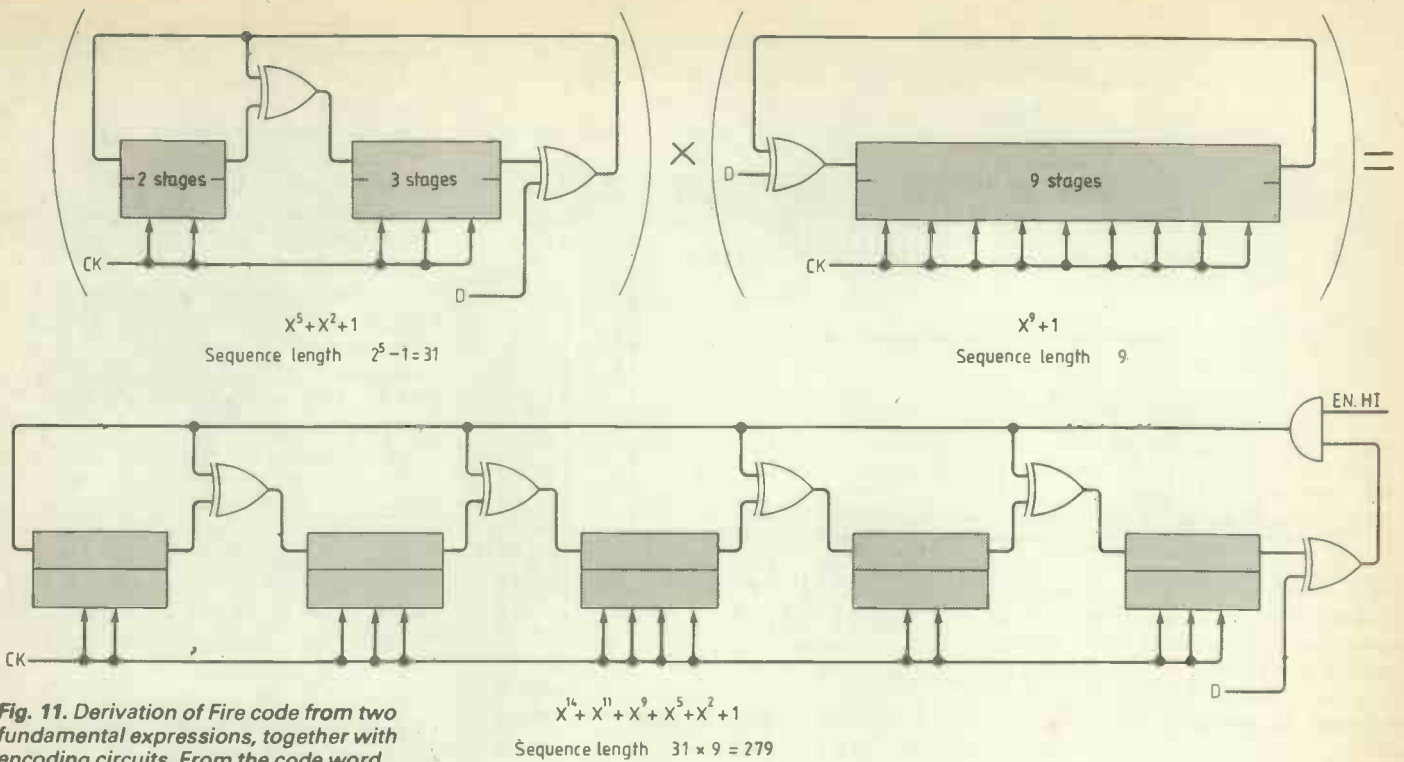 2 stages
3 stages
CK
D
X⁵+X²+1
Sequence length 2⁵-1=31
×
D
9 stages
CK
X⁹+1
Sequence length 9
=
EN.HI
CK
D
X¹⁴+X¹¹+X⁹+X⁵+X²+1
Sequence length 31 × 9 = 279
Fig. 11. Derivation of Fire code from two
fundamental expressions, together with
encoding circuits. From the code word